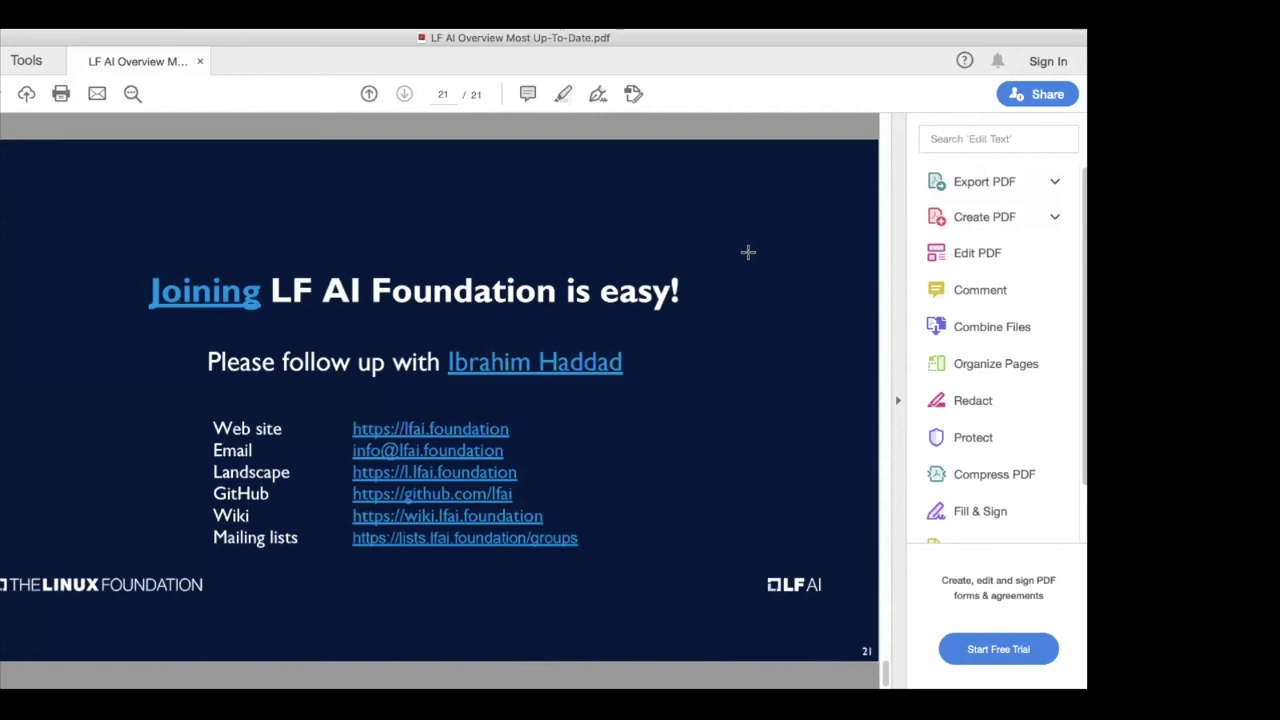 LF AI Overview Most Up-To-Date.pdf
Tools
LF AI Overview M... ×
Sign In
21 / 21
Share
Search 'Edit Text'
Export PDF
Create PDF
Edit PDF
Comment
Combine Files
Organize Pages
Redact
Protect
Compress PDF
Fill & Sign
Create, edit and sign PDF
forms & agreements
Start Free Trial
Joining LF AI Foundation is easy!
Please follow up with Ibrahim Haddad
Web site https://lfai.foundation
Email info@lfai.foundation
Landscape https://l.lfai.foundation
GitHub https://github.com/lfai
Wiki https://wiki.lfai.foundation
Mailing lists https://lists.lfai.foundation/groups
THE LINUX FOUNDATION
LF AI
21